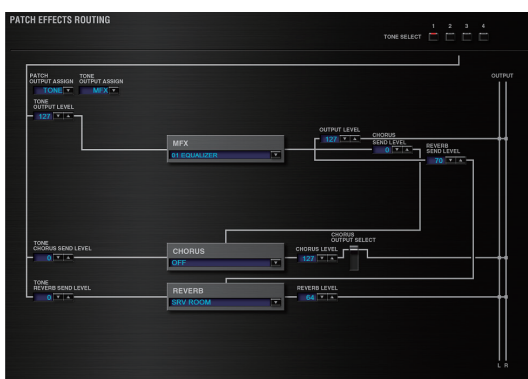 PATCH EFFECTS ROUTING
TONE SELECT 1 2 3 4
PATCH OUTPUT ASSIGN
TONE
TONE OUTPUT ASSIGN
MFX
OUTPUT
TONE OUTPUT LEVEL
127
MFX
01 EQUALIZER
OUTPUT LEVEL
127
CHORUS SEND LEVEL
0
REVERB SEND LEVEL
70
TONE CHORUS SEND LEVEL
0
CHORUS
OFF
CHORUS LEVEL
127
CHORUS OUTPUT SELECT
TONE REVERB SEND LEVEL
0
REVERB
SRV ROOM
REVERB LEVEL
64
L R